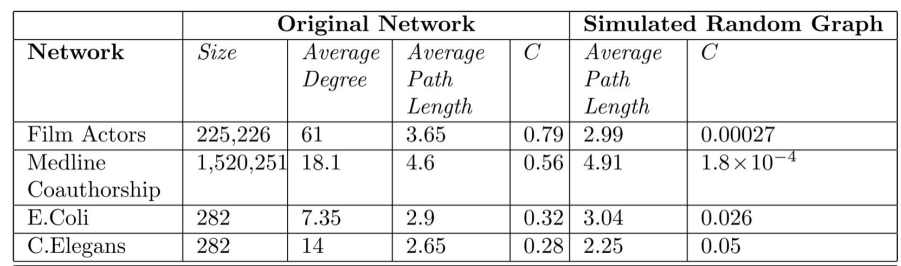 Original Network Simulated Random Graph
Network Size Average Degree Average Path Length C Average Path Length C
Film Actors 225,226 61 3.65 0.79 2.99 0.00027
Medline Coauthorship 1,520,251 18.1 4.6 0.56 4.91 1.8×10⁻⁴
E.Coli 282 7.35 2.9 0.32 3.04 0.026
C.Elegans 282 14 2.65 0.28 2.25 0.05